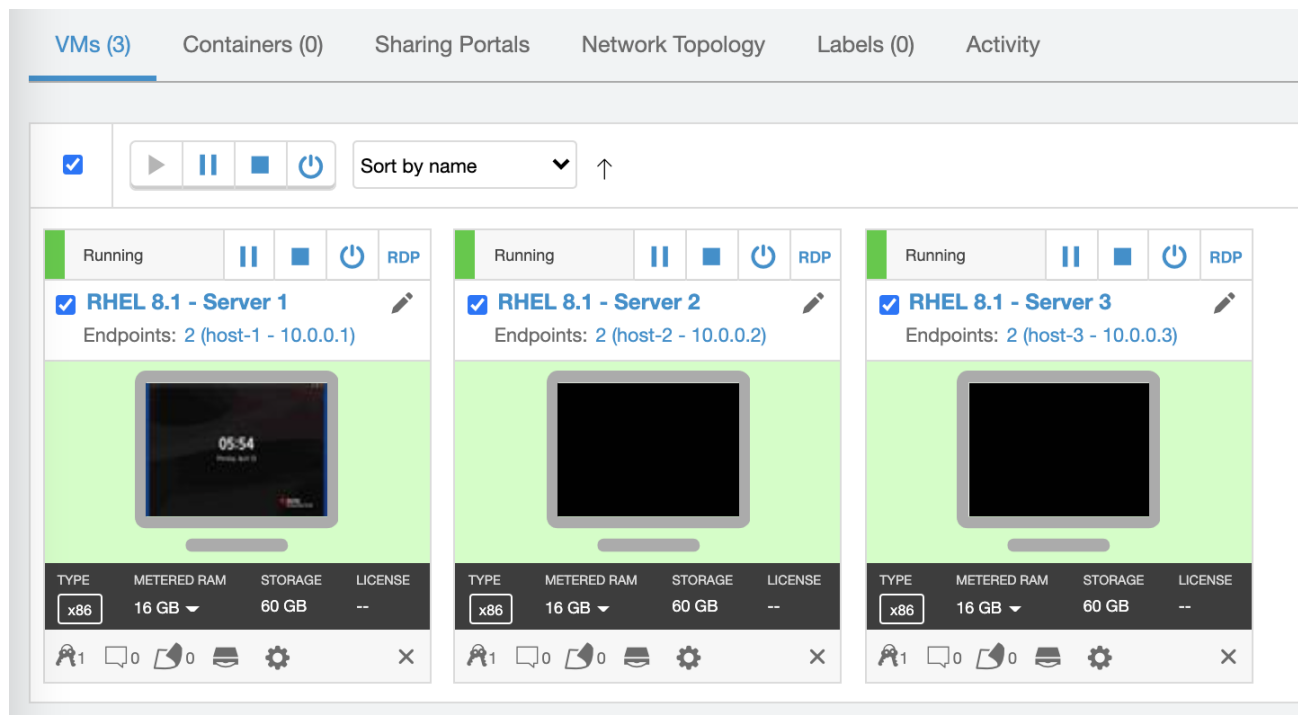 VMs (3) Containers (0) Sharing Portals Network Topology Labels (0) Activity
Sort by name
Running RDP
RHEL 8.1 - Server 1
Endpoints: 2 (host-1 - 10.0.0.1)
05:54
TYPE METERED RAM STORAGE LICENSE
x86 16 GB 60 GB --
1 0 0
Running RDP
RHEL 8.1 - Server 2
Endpoints: 2 (host-2 - 10.0.0.2)
TYPE METERED RAM STORAGE LICENSE
x86 16 GB 60 GB --
1 0 0
Running RDP
RHEL 8.1 - Server 3
Endpoints: 2 (host-3 - 10.0.0.3)
TYPE METERED RAM STORAGE LICENSE
x86 16 GB 60 GB --
1 0 0